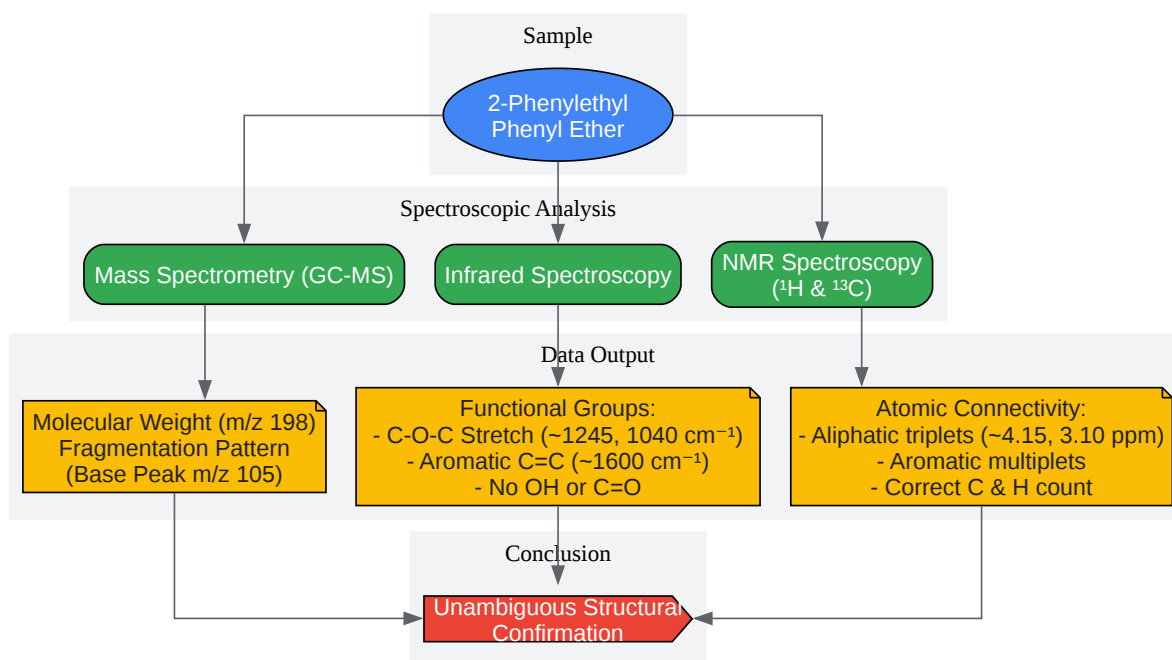 Sample
2-Phenylethyl
Phenyl Ether
Spectroscopic Analysis
Mass Spectrometry (GC-MS)
Infrared Spectroscopy
NMR Spectroscopy
(¹H & ¹³C)
Data Output
Molecular Weight (m/z 198)
Fragmentation Pattern
(Base Peak m/z 105)
Functional Groups:
- C-O-C Stretch (~1245, 1040 cm⁻¹)
- Aromatic C=C (~1600 cm⁻¹)
- No OH or C=O
Atomic Connectivity:
- Aliphatic triplets (~4.15, 3.10 ppm)
- Aromatic multiplets
- Correct C & H count
Conclusion
Unambiguous Structural
Confirmation